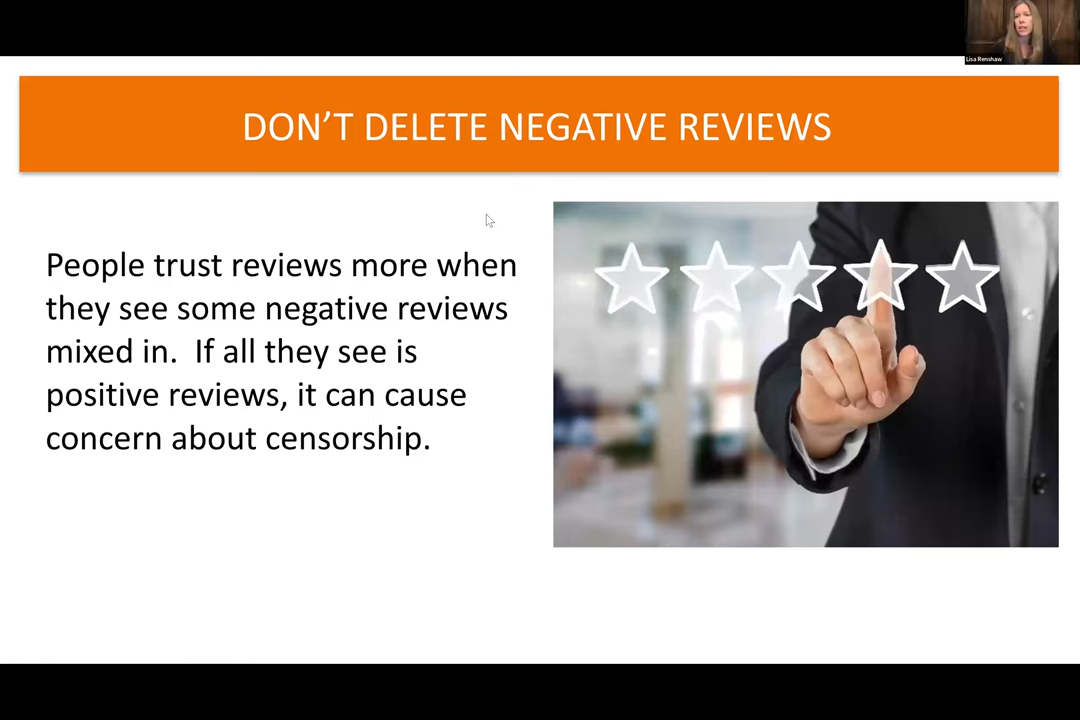 Lisa Renshaw
DON’T DELETE NEGATIVE REVIEWS
People trust reviews more when
they see some negative reviews
mixed in.  If all they see is
positive reviews, it can cause
concern about censorship.